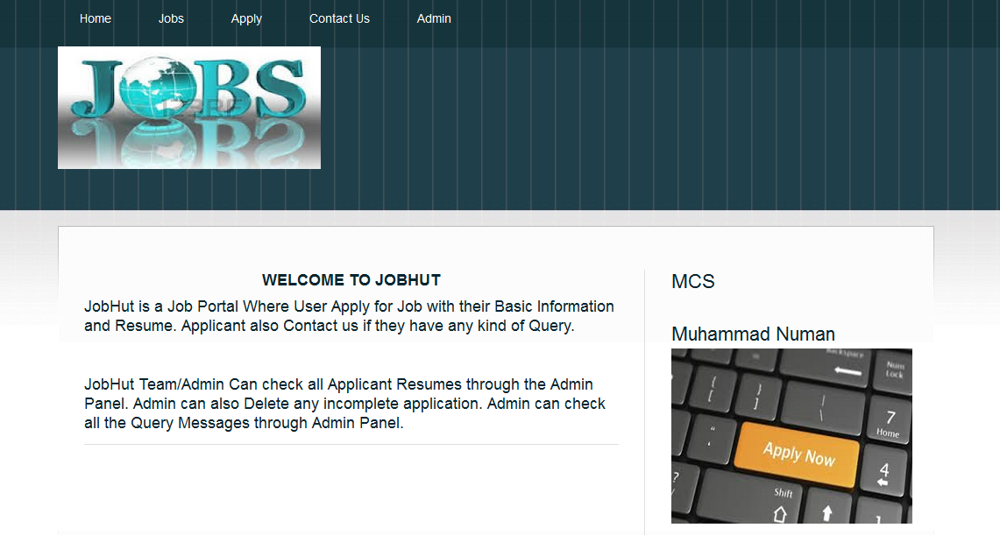 Home Jobs Apply Contact Us Admin
JOBS
123RF
WELCOME TO JOBHUT
JobHut is a Job Portal Where User Apply for Job with their Basic Information
and Resume. Applicant also Contact us if they have any kind of Query.
JobHut Team/Admin Can check all Applicant Resumes through the Admin
Panel. Admin can also Delete any incomplete application. Admin can check
all the Query Messages through Admin Panel.
MCS
Muhammad Numan
Backspace
Num
Lock
{
[
}
]
|
\
7
Home
Apply Now
4
?
/
Shift
1